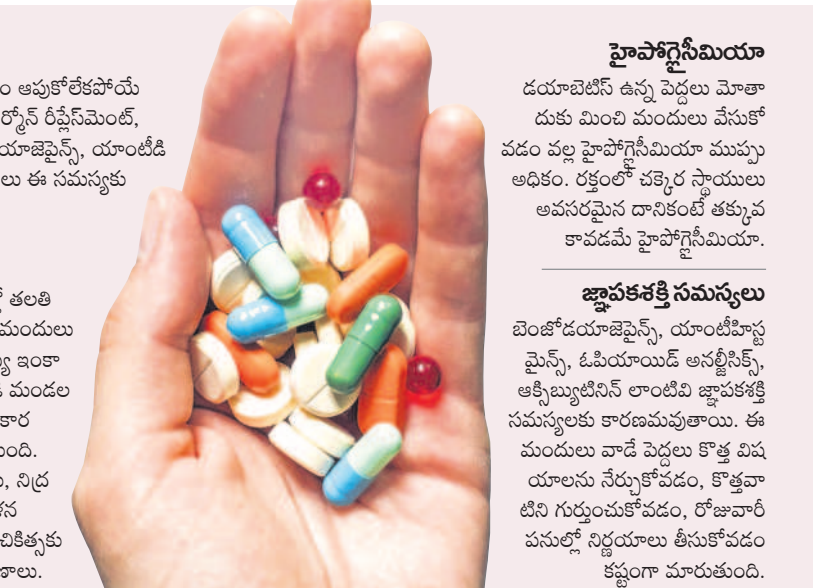 ం ఆపుకోలేకపోయే
ర్మోన్ రీప్లేస్‌మెంట్,
యాజెపైన్స్, యాంటీడి
లు ఈ సమస్యకు
తలతి
మందులు
ఇంకా
మండల
కార
ుంది.
, నిద్ర
చికిత్సకు
ణాలు.
హైపోగ్లైసీమియా
డయాబెటిస్ ఉన్న పెద్దలు మోతా
దుకు మించి మందులు వేసుకో
వడం వల్ల హైపోగ్లైసీమియా ముప్పు
అధికం. రక్తంలో చక్కెర స్థాయులు
అవసరమైన దానికంటే తక్కువ
కావడమే హైపోగ్లైసీమియా.
జ్ఞాపకశక్తి సమస్యలు
బెంజోడయాజెపైన్స్, యాంటీహిస్ట
మైన్స్, ఓపియాయిడ్ అనల్జీసిక్స్,
ఆక్సిబ్యుటినిన్ లాంటివి జ్ఞాపకశక్తి
సమస్యలకు కారణమవుతాయి. ఈ
మందులు వాడే పెద్దలు కొత్త విష
యాలను నేర్చుకోవడం, కొత్తవా
టిని గుర్తుంచుకోవడం, రోజువారీ
పనుల్లో నిర్ణయాలు తీసుకోవడం
కష్టంగా మారుతుంది.